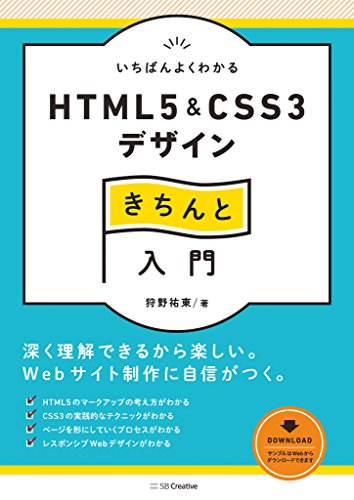 いちばんよくわかる
HTML5&CSS3
デザイン
きちんと
入門
狩野祐東/著
深く理解できるから楽しい。
Webサイト制作に自信がつく。
HTML5のマークアップの考え方がわかる
CSS3の実践的なテクニックがわかる
ページを形にしていくプロセスがわかる
レスポンシブWebデザインがわかる
DOWNLOAD
サンプルはWebから
ダウンロードできます
SB Creative